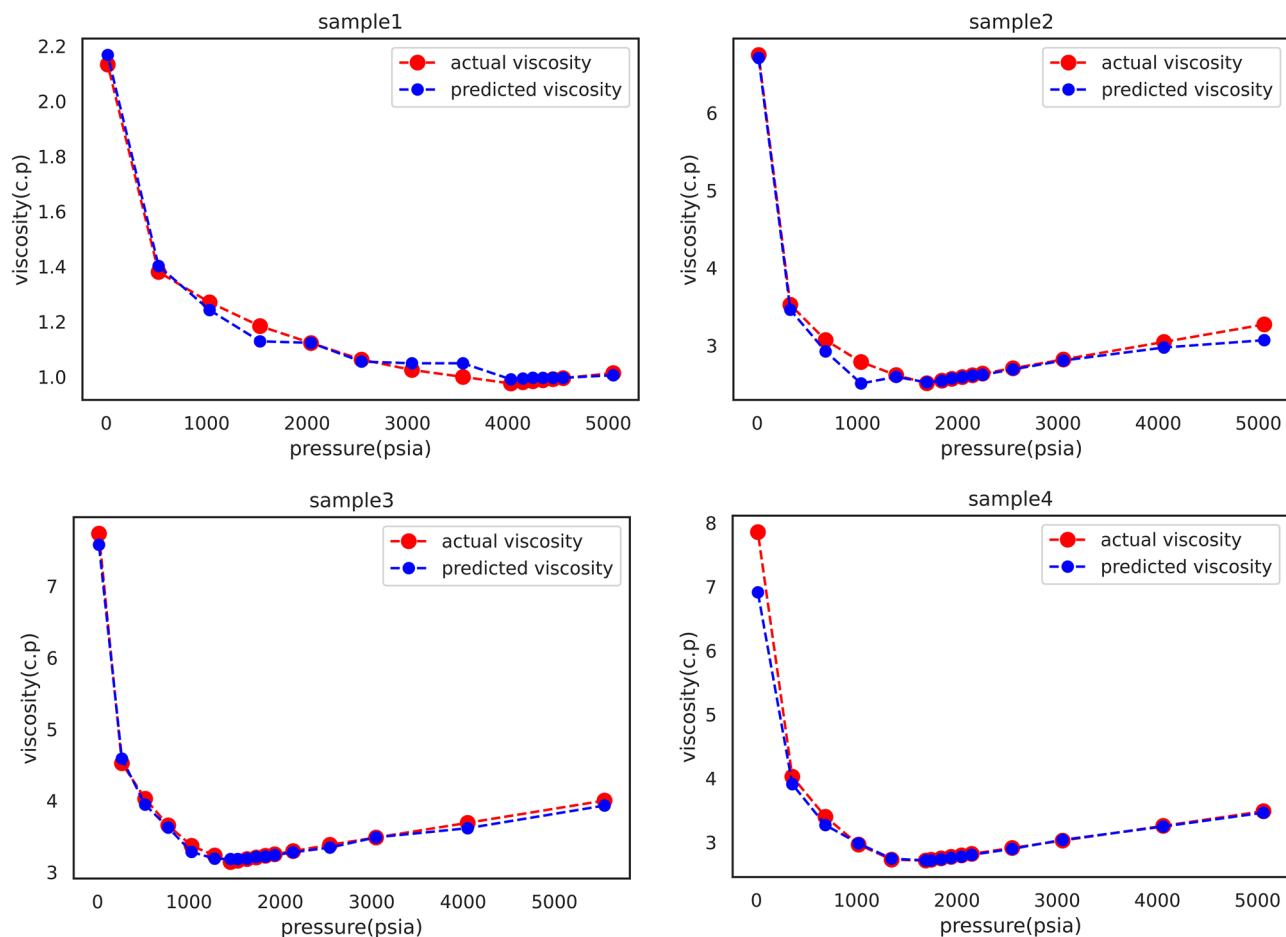 sample1
2.2
2.0
1.8
1.6
1.4
1.2
1.0
viscosity(c.p)
actual viscosity
predicted viscosity
0 1000 2000 3000 4000 5000
pressure(psia)
sample2
6
5
4
3
viscosity(c.p)
actual viscosity
predicted viscosity
0 1000 2000 3000 4000 5000
pressure(psia)
sample3
7
6
5
4
3
viscosity(c.p)
actual viscosity
predicted viscosity
0 1000 2000 3000 4000 5000
pressure(psia)
sample4
8
7
6
5
4
3
viscosity(c.p)
actual viscosity
predicted viscosity
0 1000 2000 3000 4000 5000
pressure(psia)